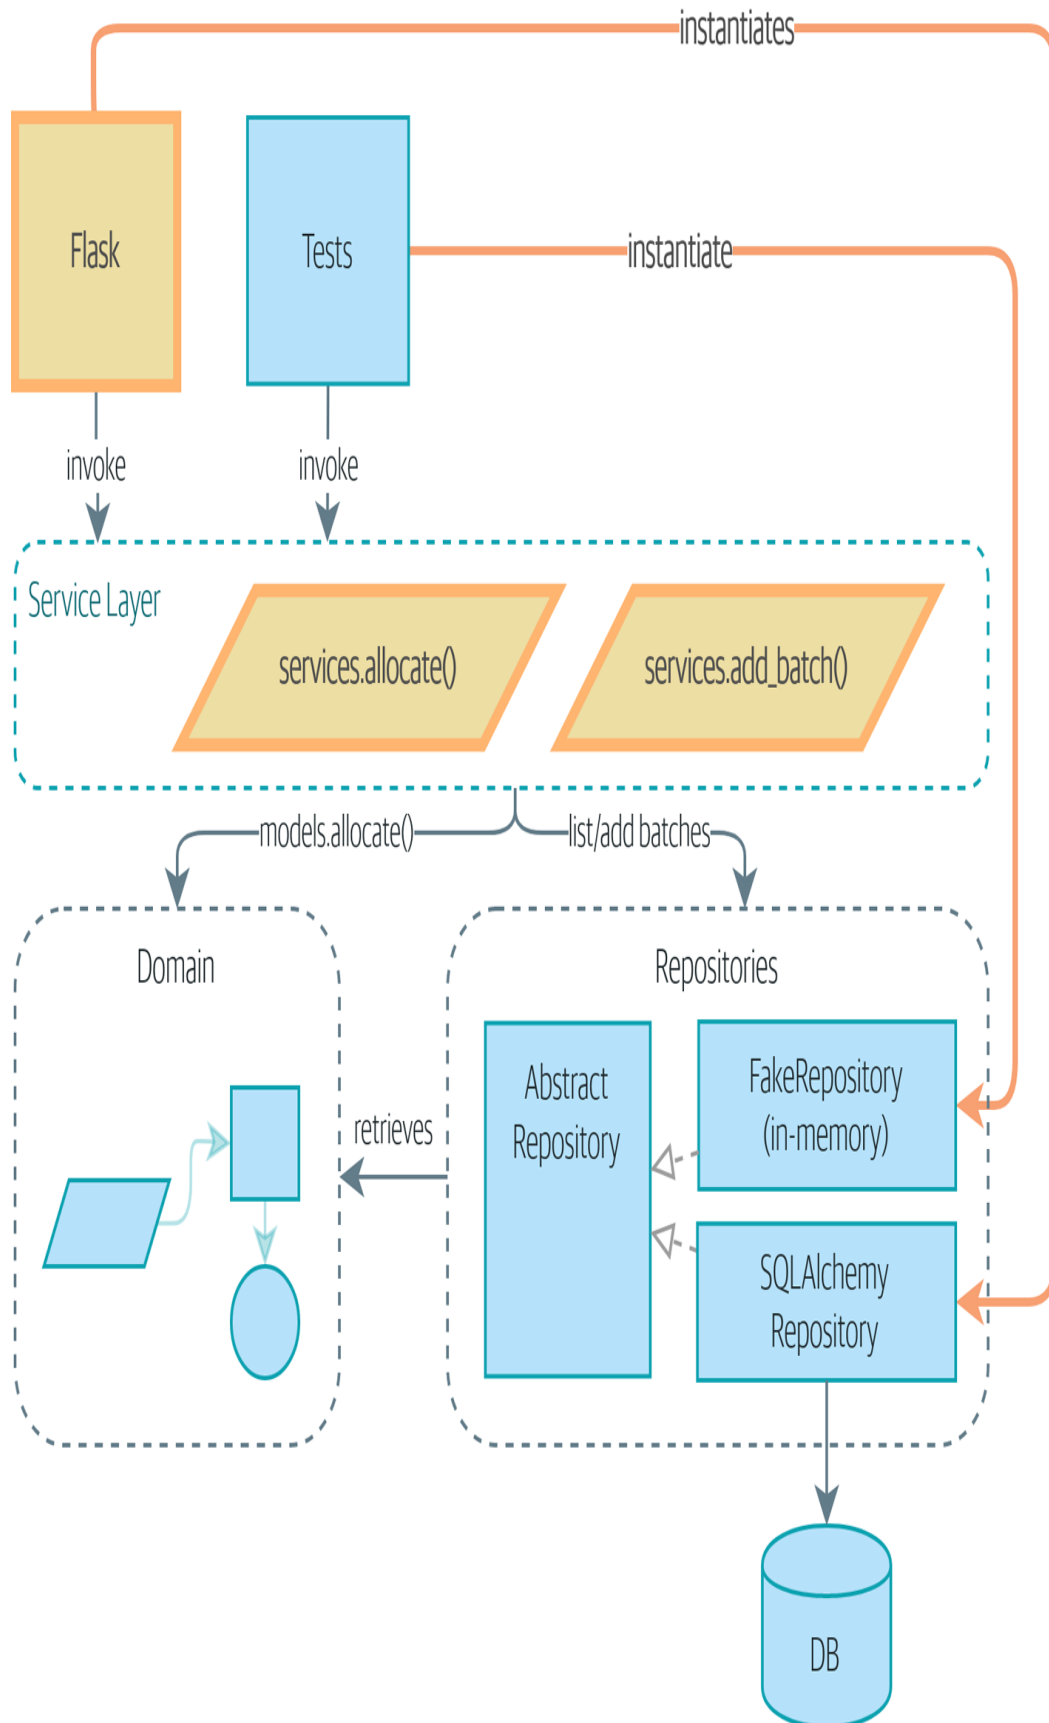 instantiates
Flask
Tests
instantiate
invoke
invoke
Service Layer
services.allocate()
services.add_batch()
models.allocate()
list/add batches
Domain
Repositories
Abstract
Repository
FakeRepository
(in-memory)
retrieves
SQLAlchemy
Repository
DB